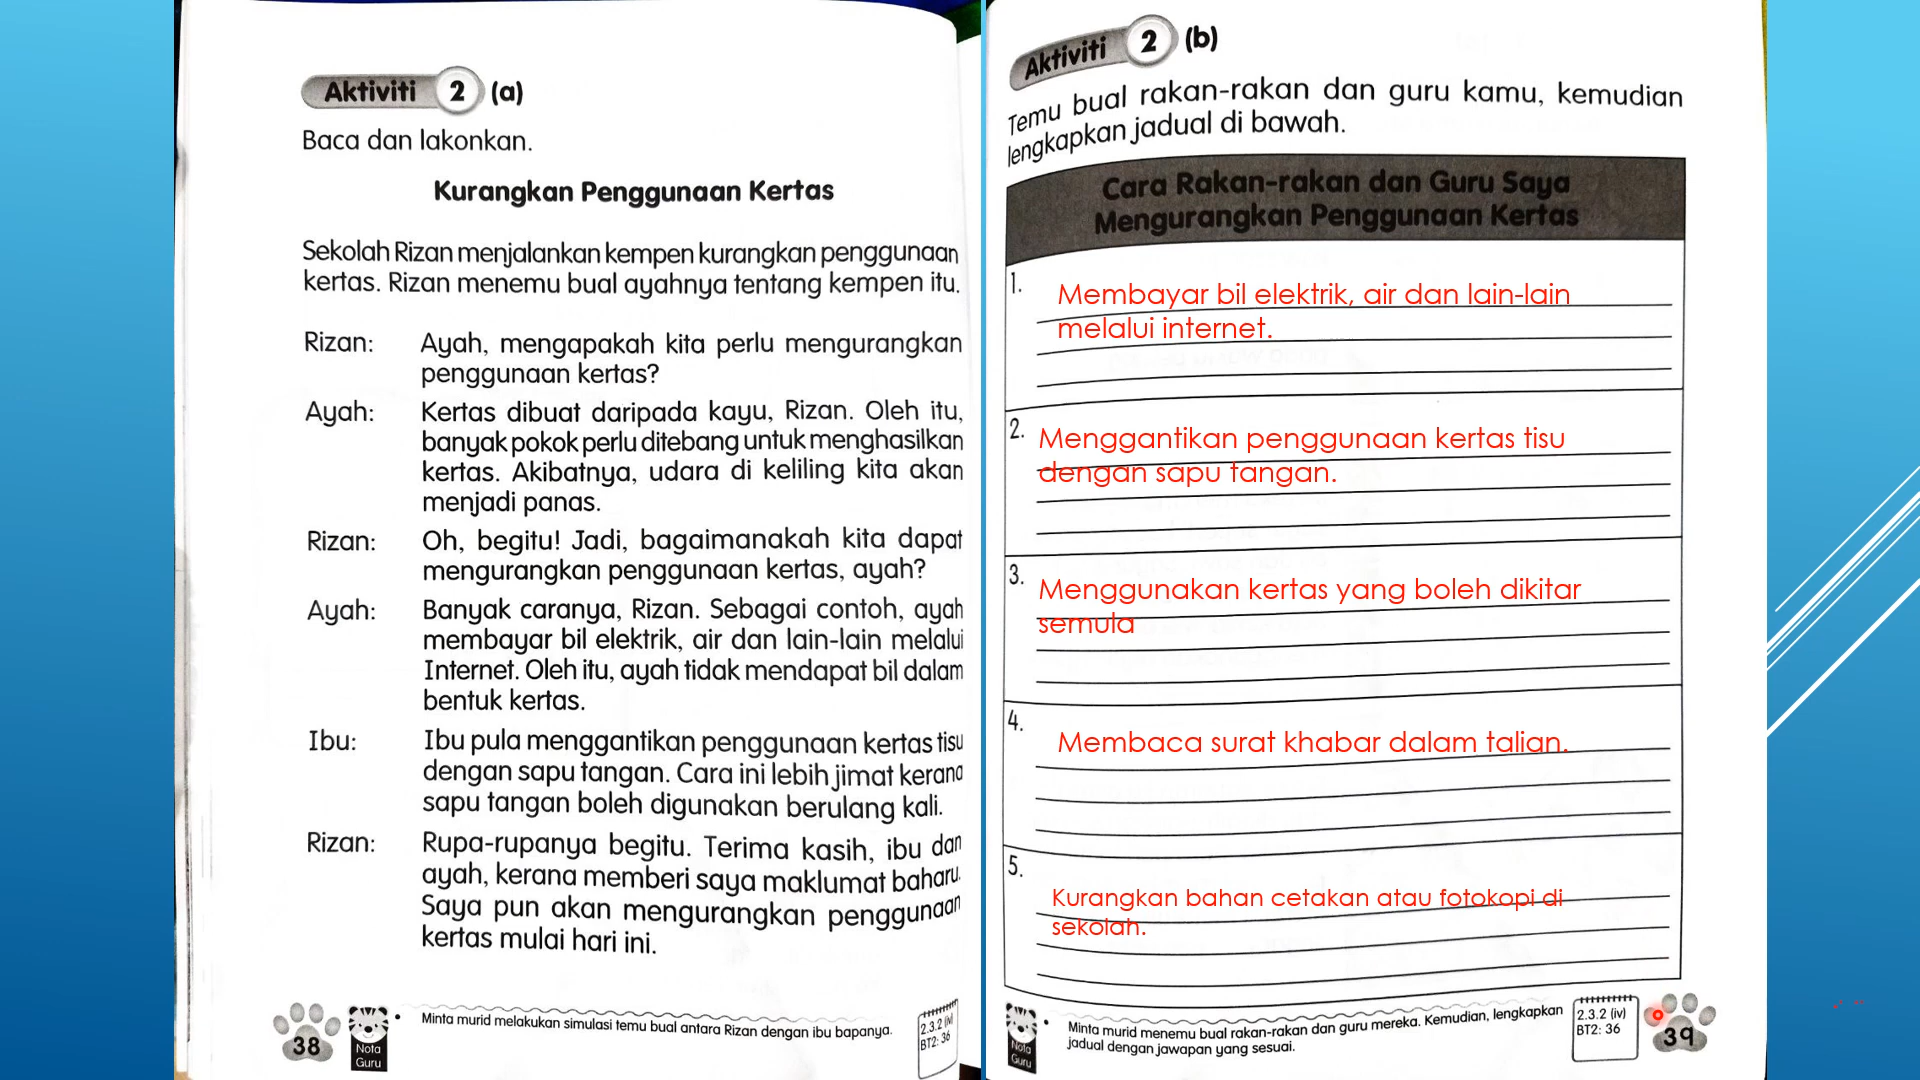 Aktiviti 2 (a)
Baca dan lakonkan.
Kurangkan Penggunaan Kertas
Sekolah Rizan menjalankan kempen kurangkan penggunaan
kertas. Rizan menemu bual ayahnya tentang kempen itu.
Rizan: Ayah, mengapakah kita perlu mengurangkan
penggunaan kertas?
Ayah: Kertas dibuat daripada kayu, Rizan. Oleh itu,
banyak pokok perlu ditebang untuk menghasilkan
kertas. Akibatnya, udara di keliling kita akan
menjadi panas.
Rizan: Oh, begitu! Jadi, bagaimanakah kita dapat
mengurangkan penggunaan kertas, ayah?
Ayah: Banyak caranya, Rizan. Sebagai contoh, ayah
membayar bil elektrik, air dan lain-lain melalui
Internet. Oleh itu, ayah tidak mendapat bil dalam
bentuk kertas.
Ibu: Ibu pula menggantikan penggunaan kertas tisu
dengan sapu tangan. Cara ini lebih jimat kerana
sapu tangan boleh digunakan berulang kali.
Rizan: Rupa-rupanya begitu. Terima kasih, ibu dan
ayah, kerana memberi saya maklumat baharu.
Saya pun akan mengurangkan penggunaan
kertas mulai hari ini.
38
Nota
Guru
• Minta murid melakukan simulasi temu bual antara Rizan dengan ibu bapanya.
2.3.2 (iv)
BT2: 36
Aktiviti 2 (b)
Temu bual rakan-rakan dan guru kamu, kemudian
lengkapkan jadual di bawah.
Cara Rakan-rakan dan Guru Saya
Mengurangkan Penggunaan Kertas
1. Membayar bil elektrik, air dan lain-lain
melalui internet.
2. Menggantikan penggunaan kertas tisu
dengan sapu tangan.
3. Menggunakan kertas yang boleh dikitar
semula
4. Membaca surat khabar dalam talian.
5. Kurangkan bahan cetakan atau fotokopi di
sekolah.
Nota
Guru
• Minta murid menemu bual rakan-rakan dan guru mereka. Kemudian, lengkapkan
jadual dengan jawapan yang sesuai.
2.3.2 (iv)
BT2: 36
39